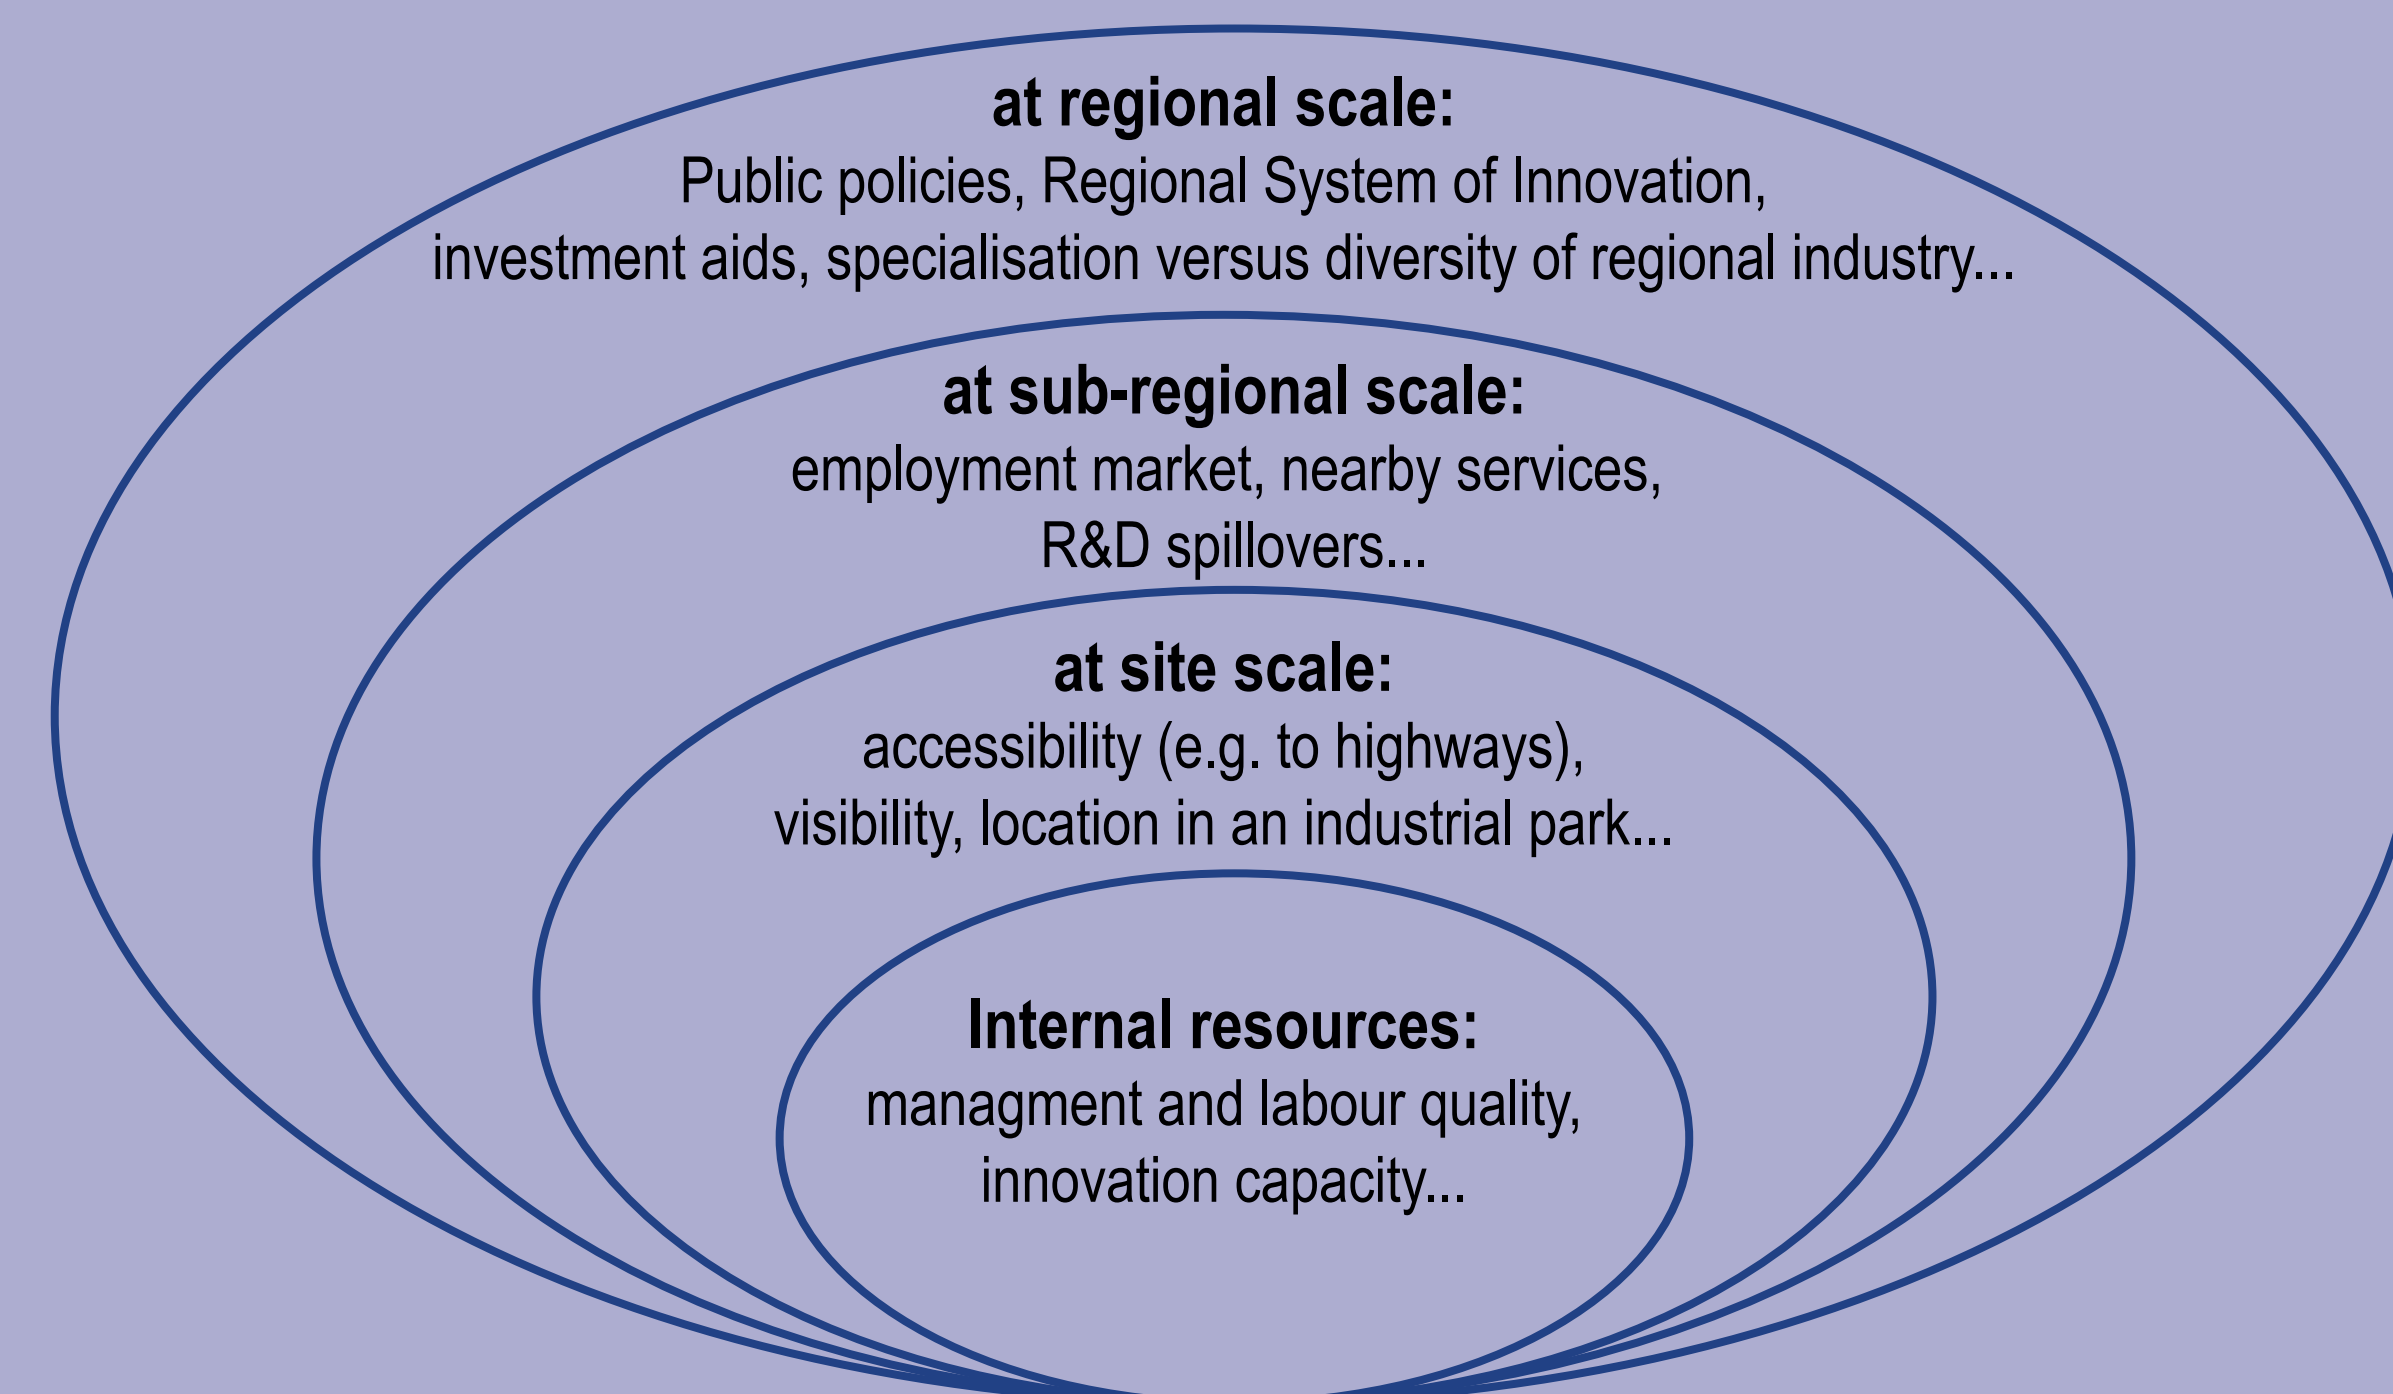 at regional scale:
Public policies, Regional System of Innovation,
investment aids, specialisation versus diversity of regional industry...
at sub-regional scale:
employment market, nearby services,
R&D spillovers...
at site scale:
accessibility (e.g. to highways),
visibility, location in an industrial park...
Internal resources:
managment and labour quality,
innovation capacity...